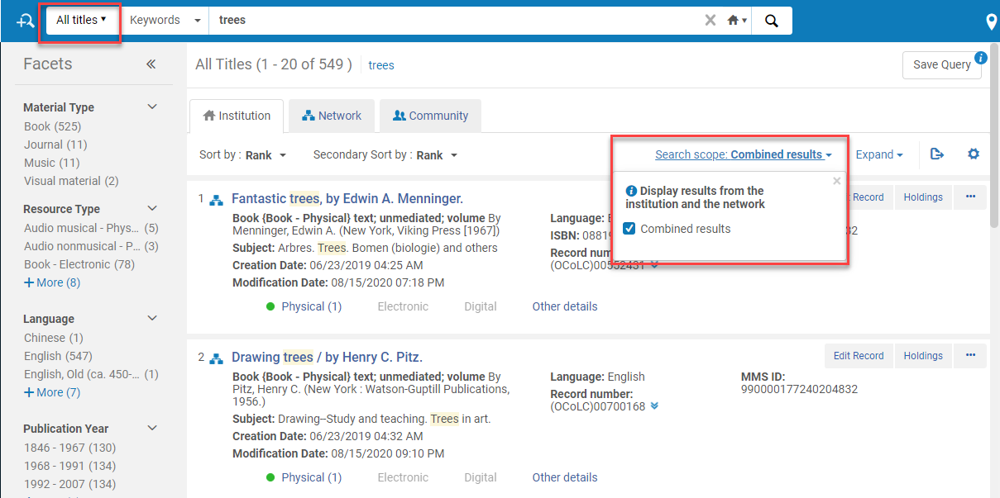 All titles
Keywords
trees
Facets
All Titles (1 - 20 of 549 )
trees
Save Query
Material Type
Book (525)
Journal (11)
Music (11)
Visual material (2)
Resource Type
Audio musical - Phys... (5)
Audio nonmusical - P... (3)
Book - Electronic (78)
+ More (8)
Language
Chinese (1)
English (547)
English, Old (ca. 450-... (1)
+ More (7)
Publication Year
1846 - 1967 (130)
1968 - 1991 (134)
1992 - 2007 (134)
Institution
Network
Community
Sort by : Rank
Secondary Sort by : Rank
Search scope: Combined results
Expand
Display results from the
institution and the network
Combined results
1
Fantastic trees, by Edwin A. Menninger.
Record
Holdings
Book {Book - Physical} text; unmediated; volume By
Menninger, Edwin A. (New York, Viking Press [1967])
Subject: Arbres. Trees. Bomen (biologie) and others
Creation Date: 06/23/2019 04:25 AM
Modification Date: 08/15/2020 07:18 PM
Language:
ISBN: 0881
Record num
(OCoLC)00552431
32
Physical (1)
Electronic
Digital
Other details
2
Drawing trees / by Henry C. Pitz.
Edit Record
Holdings
Book {Book - Physical} text; unmediated; volume By
Pitz, Henry C. (New York : Watson-Guptill Publications,
1956.)
Subject: Drawing--Study and teaching. Trees in art.
Creation Date: 06/23/2019 04:32 AM
Modification Date: 08/15/2020 09:10 PM
Language: English
Record number:
(OCoLC)00700168
MMS ID:
990000177240204832
Physical (1)
Electronic
Digital
Other details